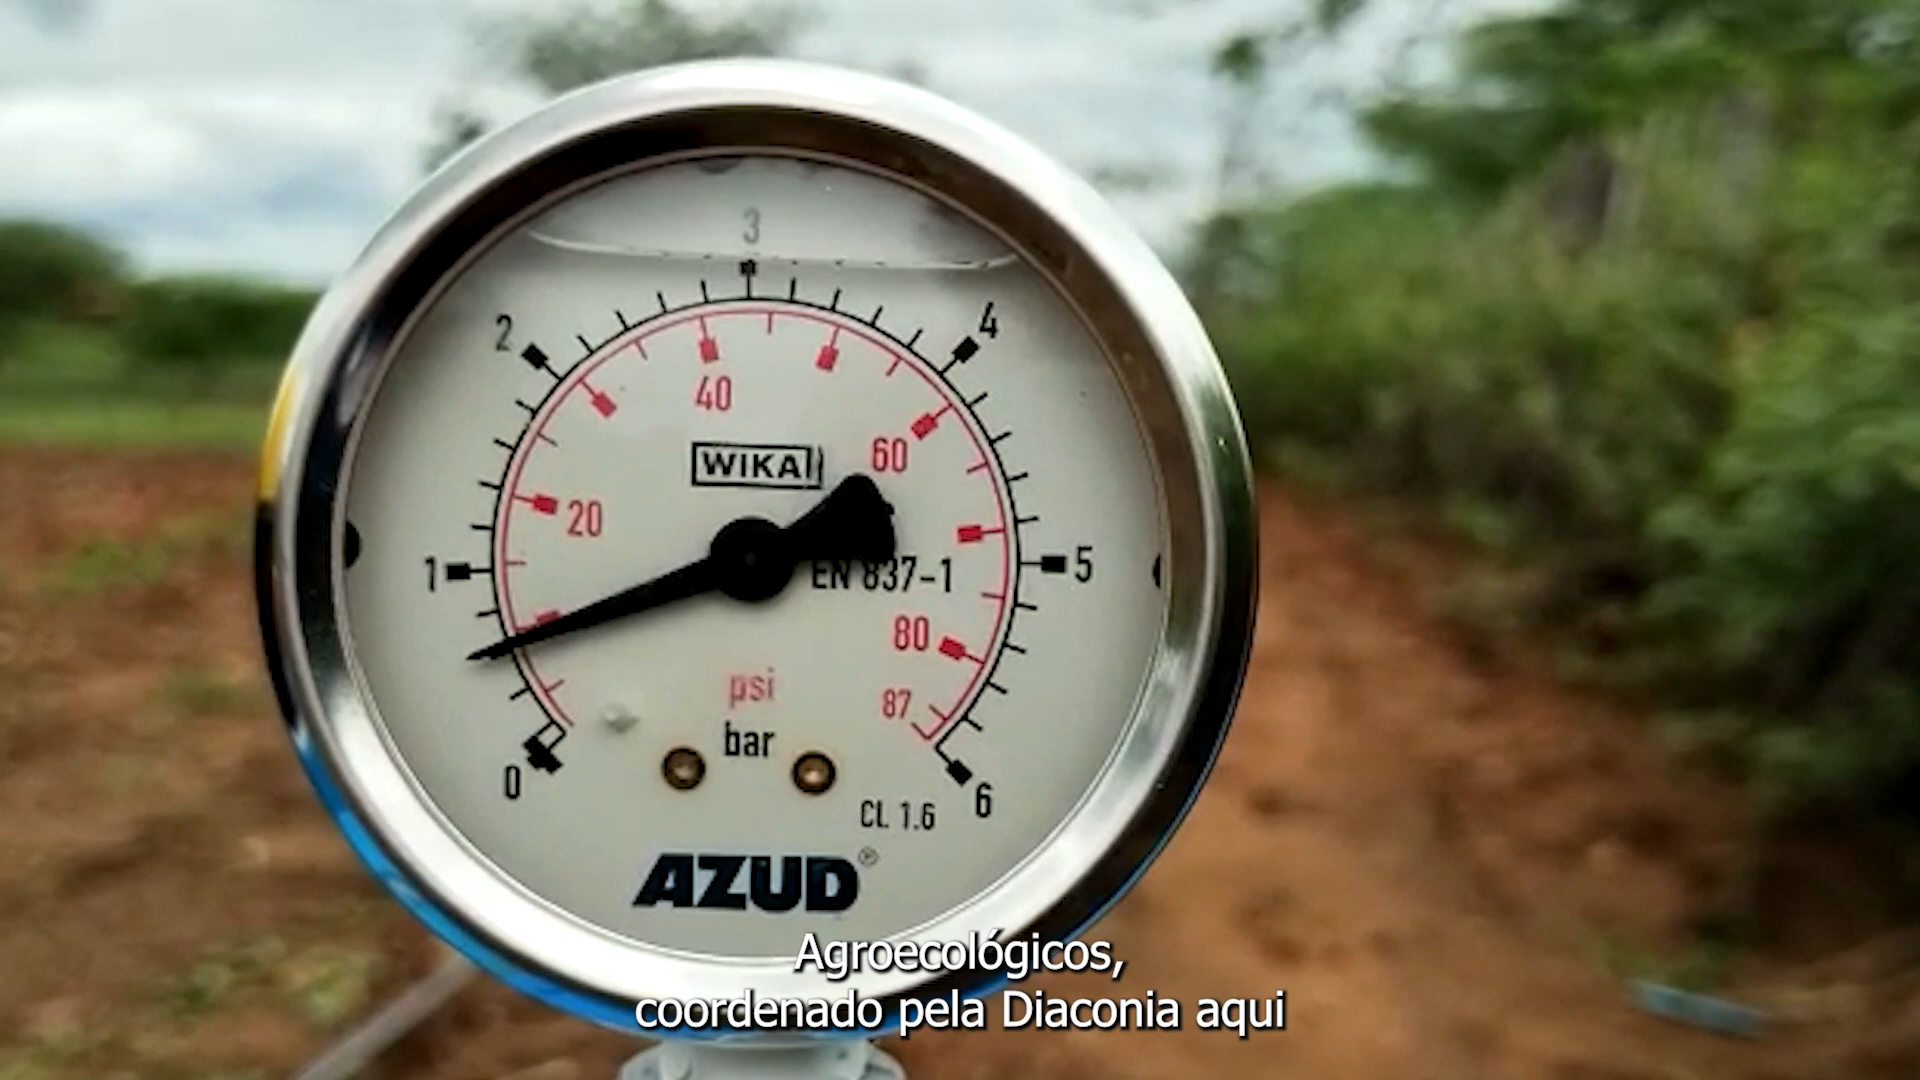 3
2
4
40
WIKA
60
20
1
EN 837-1
5
80
psi
87
bar
0
6
CL 1.6
AZUD®
Agroecológicos,
coordenado pela Diaconia aqui